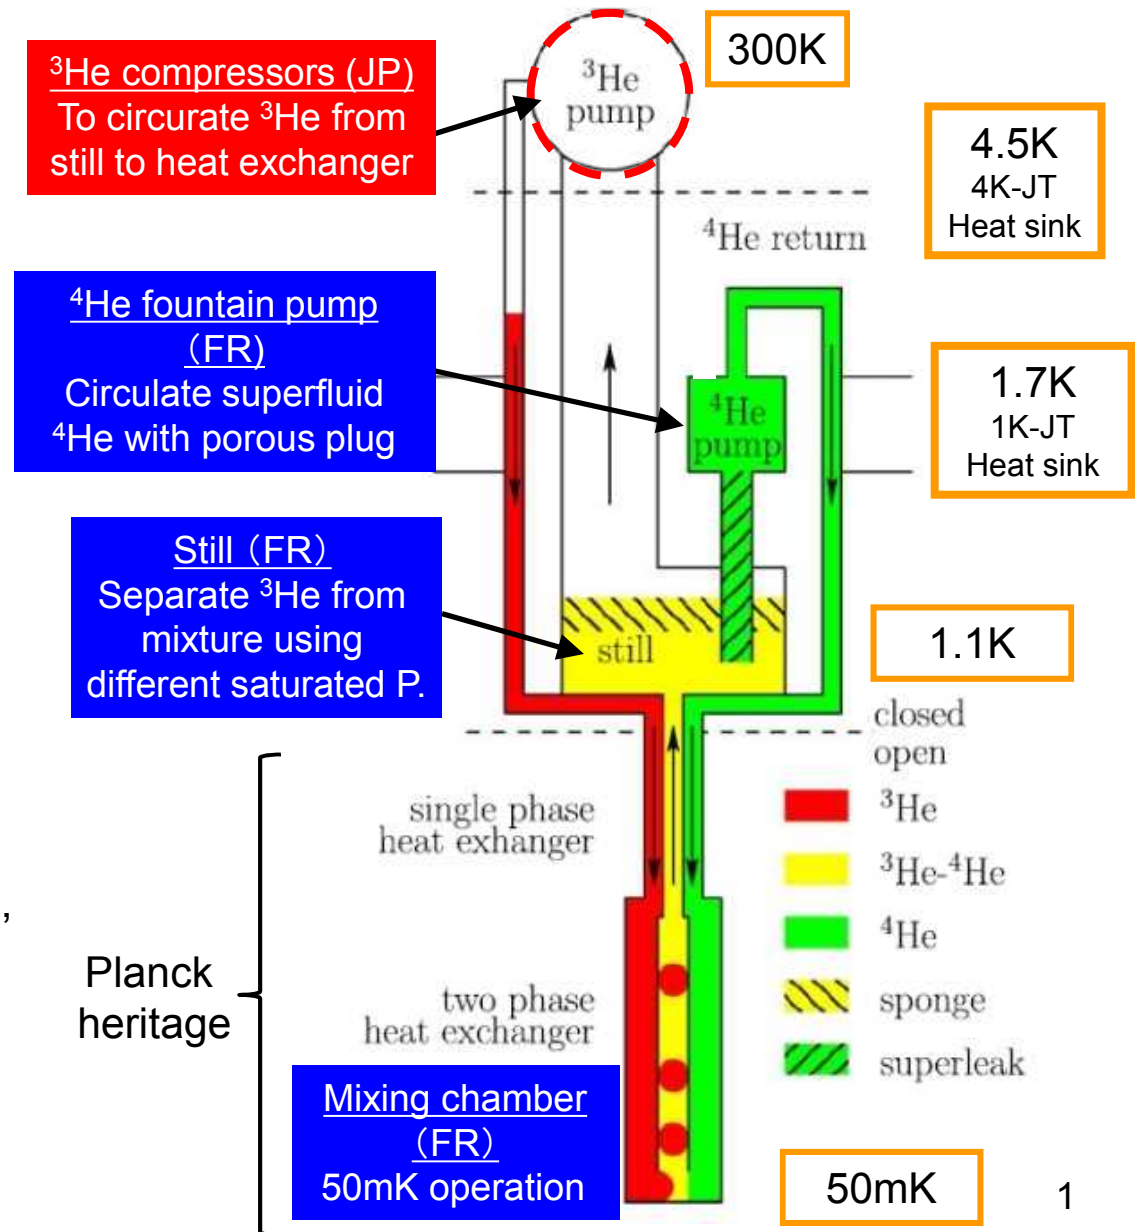 ³He compressors (JP)
To circurate ³He from
still to heat exchanger
³He
pump
300K
4.5K
4K-JT
Heat sink
⁴He return
⁴He fountain pump
（FR)
Circulate superfluid
⁴He with porous plug
⁴He
pump
1.7K
1K-JT
Heat sink
Still（FR）
Separate ³He from
mixture using
different saturated P.
still
1.1K
closed
open
single phase
heat exhanger
³He
³He-⁴He
⁴He
sponge
superleak
,
Planck
heritage
two phase
heat exchanger
Mixing chamber
(FR)
50mK operation
50mK
1